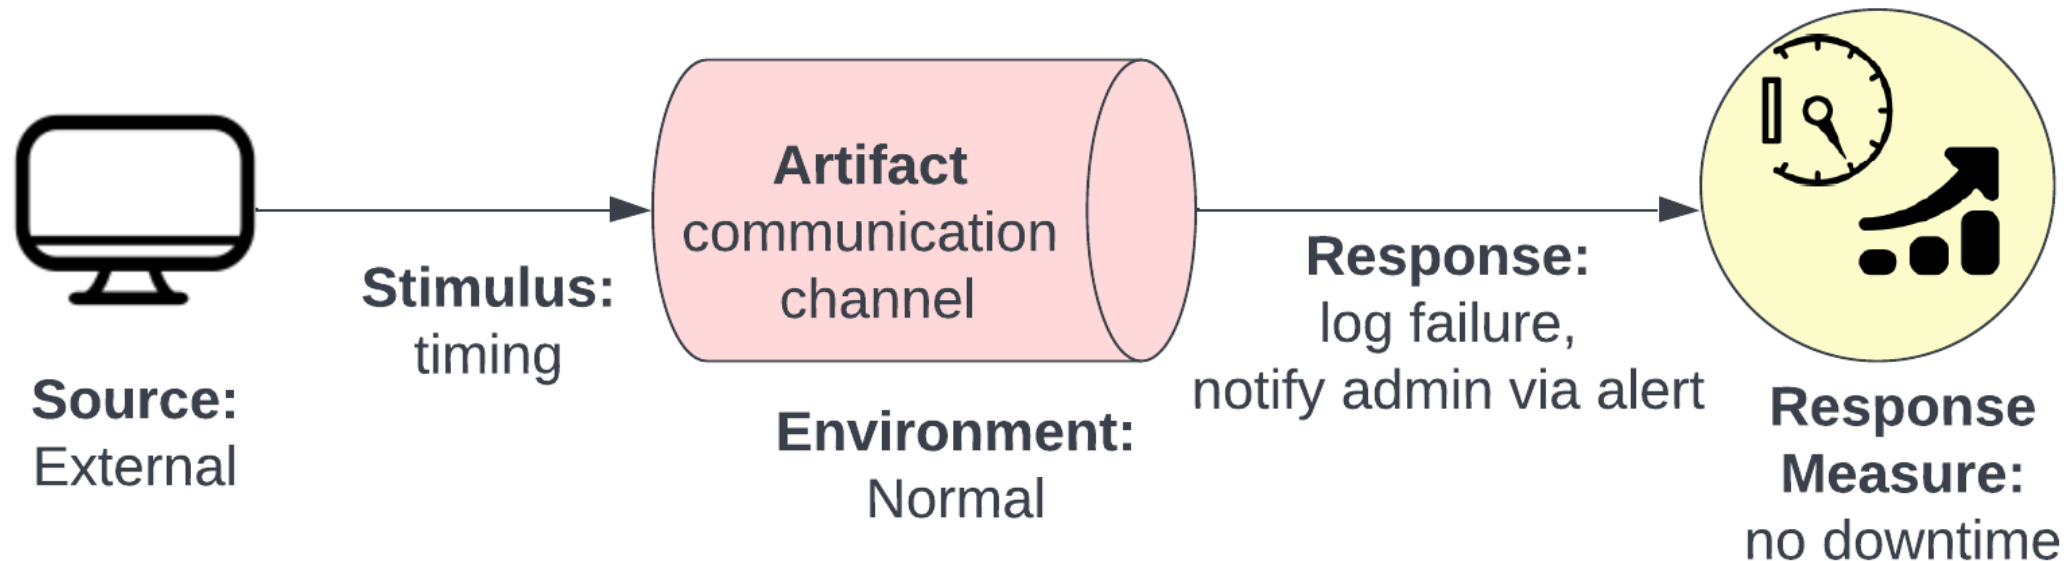 Source:
External
Stimulus:
timing
Artifact
communication
channel
Environment:
Normal
Response:
log failure,
notify admin via alert
Response
Measure:
no downtime